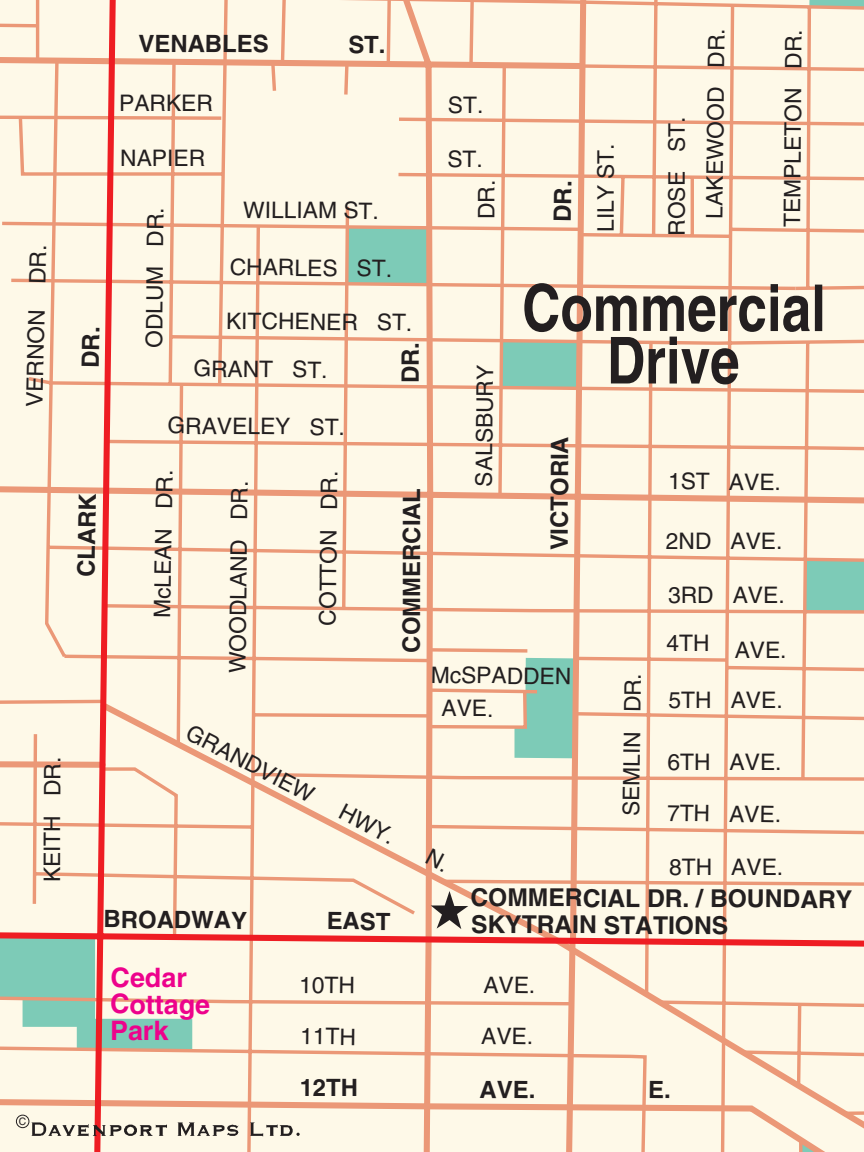 VENABLES ST.
PARKER ST.
NAPIER ST.
WILLIAM ST.
CHARLES ST.
KITCHENER ST.
GRANT ST.
GRAVELEY ST.
VERNON DR.
CLARK DR.
ODLUM DR.
McLEAN DR.
WOODLAND DR.
COTTON DR.
COMMERCIAL DR.
SALSBURY DR.
VICTORIA DR.
LILY ST.
ROSE ST.
LAKEWOOD DR.
TEMPLETON DR.
Commercial
Drive
1ST AVE.
2ND AVE.
3RD AVE.
4TH AVE.
McSPADDEN
AVE.
5TH AVE.
SEMLIN DR.
6TH AVE.
7TH AVE.
8TH AVE.
GRANDVIEW HWY. N.
KEITH DR.
COMMERCIAL DR. / BOUNDARY
SKYTRAIN STATIONS
BROADWAY EAST
Cedar
Cottage
Park
10TH AVE.
11TH AVE.
12TH AVE. E.
©DAVENPORT MAPS LTD.